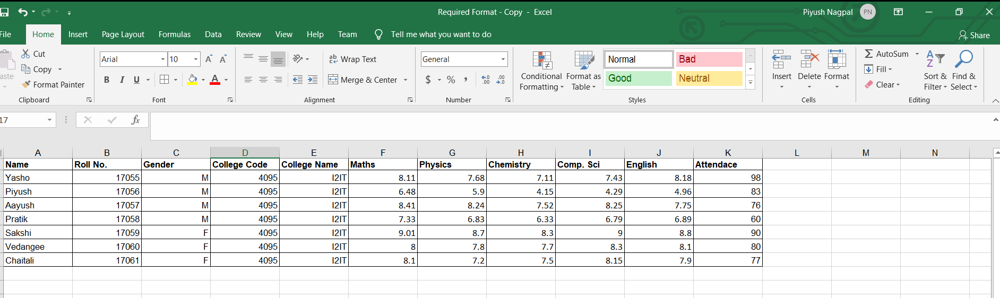 Required Format - Copy - Excel
Piyush Nagpal PN
File Home Insert Page Layout Formulas Data Review View Help Team Tell me what you want to do Share
Cut
Copy
Format Painter
Clipboard
Arial 10 A A
B I U A
Font
ab Wrap Text
Merge & Center
Alignment
General
$ % , .0 .00 .00 .0
Number
Conditional Formatting
Format as Table
Normal Bad
Good Neutral
Styles
Insert Delete Format
Cells
AutoSum
Fill
Clear
Sort & Filter
Find & Select
Editing
17 fx
A B C D E F G H I J K L M N
Name Roll No. Gender College Code College Name Maths Physics Chemistry Comp. Sci English Attendace
Yasho 17055 M 4095 I2IT 8.11 7.68 7.11 7.43 8.18 98
Piyush 17056 M 4095 I2IT 6.48 5.9 4.15 4.29 4.96 83
Aayush 17057 M 4095 I2IT 8.41 8.24 7.52 8.25 7.75 76
Pratik 17058 M 4095 I2IT 7.33 6.83 6.33 6.79 6.89 60
Sakshi 17059 F 4095 I2IT 9.01 8.7 8.3 9 8.8 90
Vedangee 17060 F 4095 I2IT 8 7.8 7.7 8.3 8.1 80
Chaitali 17061 F 4095 I2IT 8.1 7.2 7.5 8.15 7.9 77